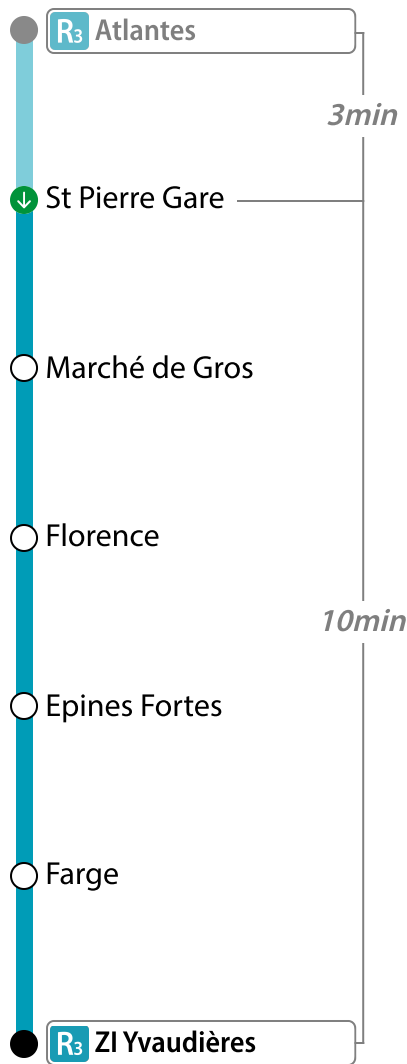 R3 Atlantes
3min
St Pierre Gare
Marché de Gros
Florence
10min
Epines Fortes
Farge
R3 ZI Yvaudières